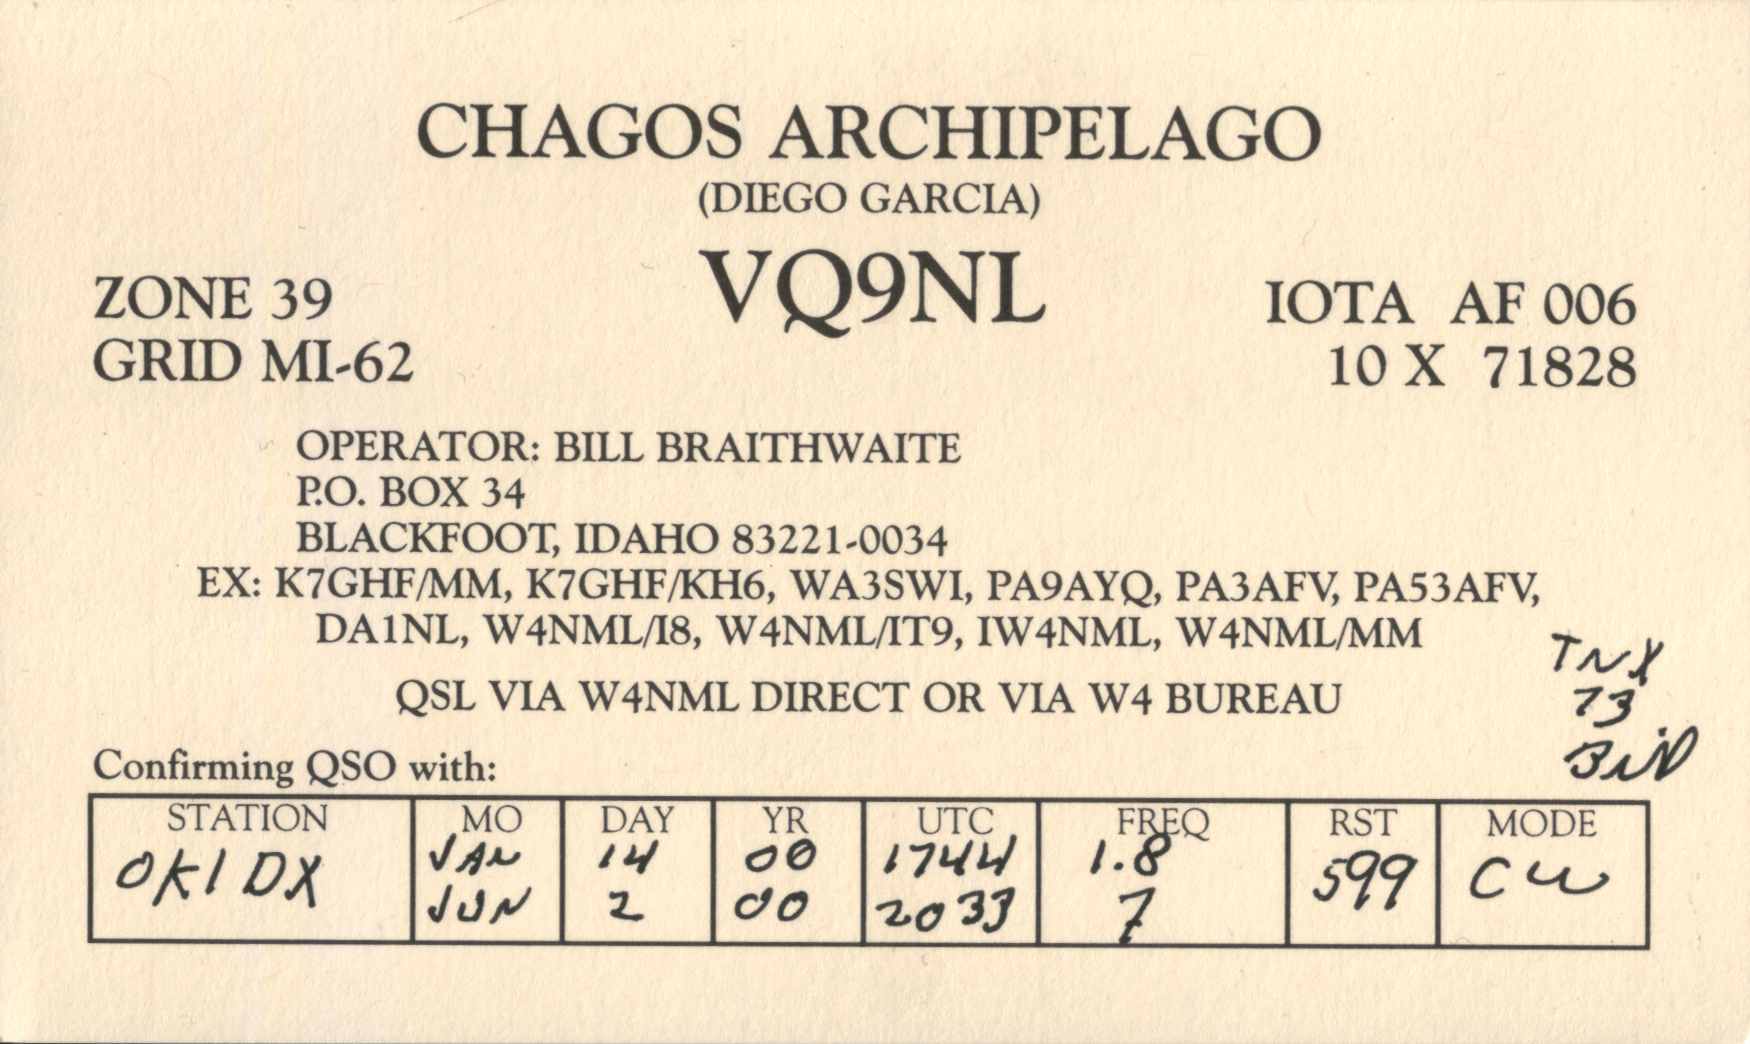 CHAGOS ARCHIPELAGO
(DIEGO GARCIA)
VQ9NL
ZONE 39
GRID MI-62
IOTA AF 006
10 X 71828
OPERATOR: BILL BRAITHWAITE
P.O. BOX 34
BLACKFOOT, IDAHO 83221-0034
EX: K7GHF/MM, K7GHF/KH6, WA3SWI, PA9AYQ, PA3AFV, PA53AFV,
DA1NL, W4NML/I8, W4NML/IT9, IW4NML, W4NML/MM
QSL VIA W4NML DIRECT OR VIA W4 BUREAU
TNX
73
Bill
Confirming QSO with:
STATION MO DAY YR UTC FREQ RST MODE
OK1DX JAN 14 00 1744 1.8 599 CW
JUN 2 00 2033 7